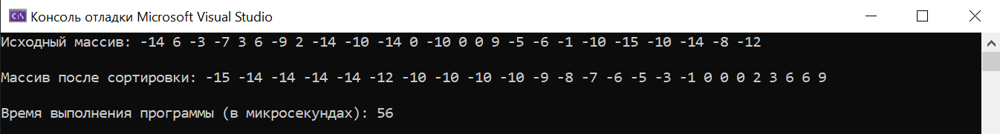 Консоль отладки Microsoft Visual Studio
Исходный массив: -14 6 -3 -7 3 6 -9 2 -14 -10 -14 0 -10 0 0 9 -5 -6 -1 -10 -15 -10 -14 -8 -12
Массив после сортировки: -15 -14 -14 -14 -14 -12 -10 -10 -10 -10 -9 -8 -7 -6 -5 -3 -1 0 0 0 2 3 6 6 9
Время выполнения программы (в микросекундах): 56